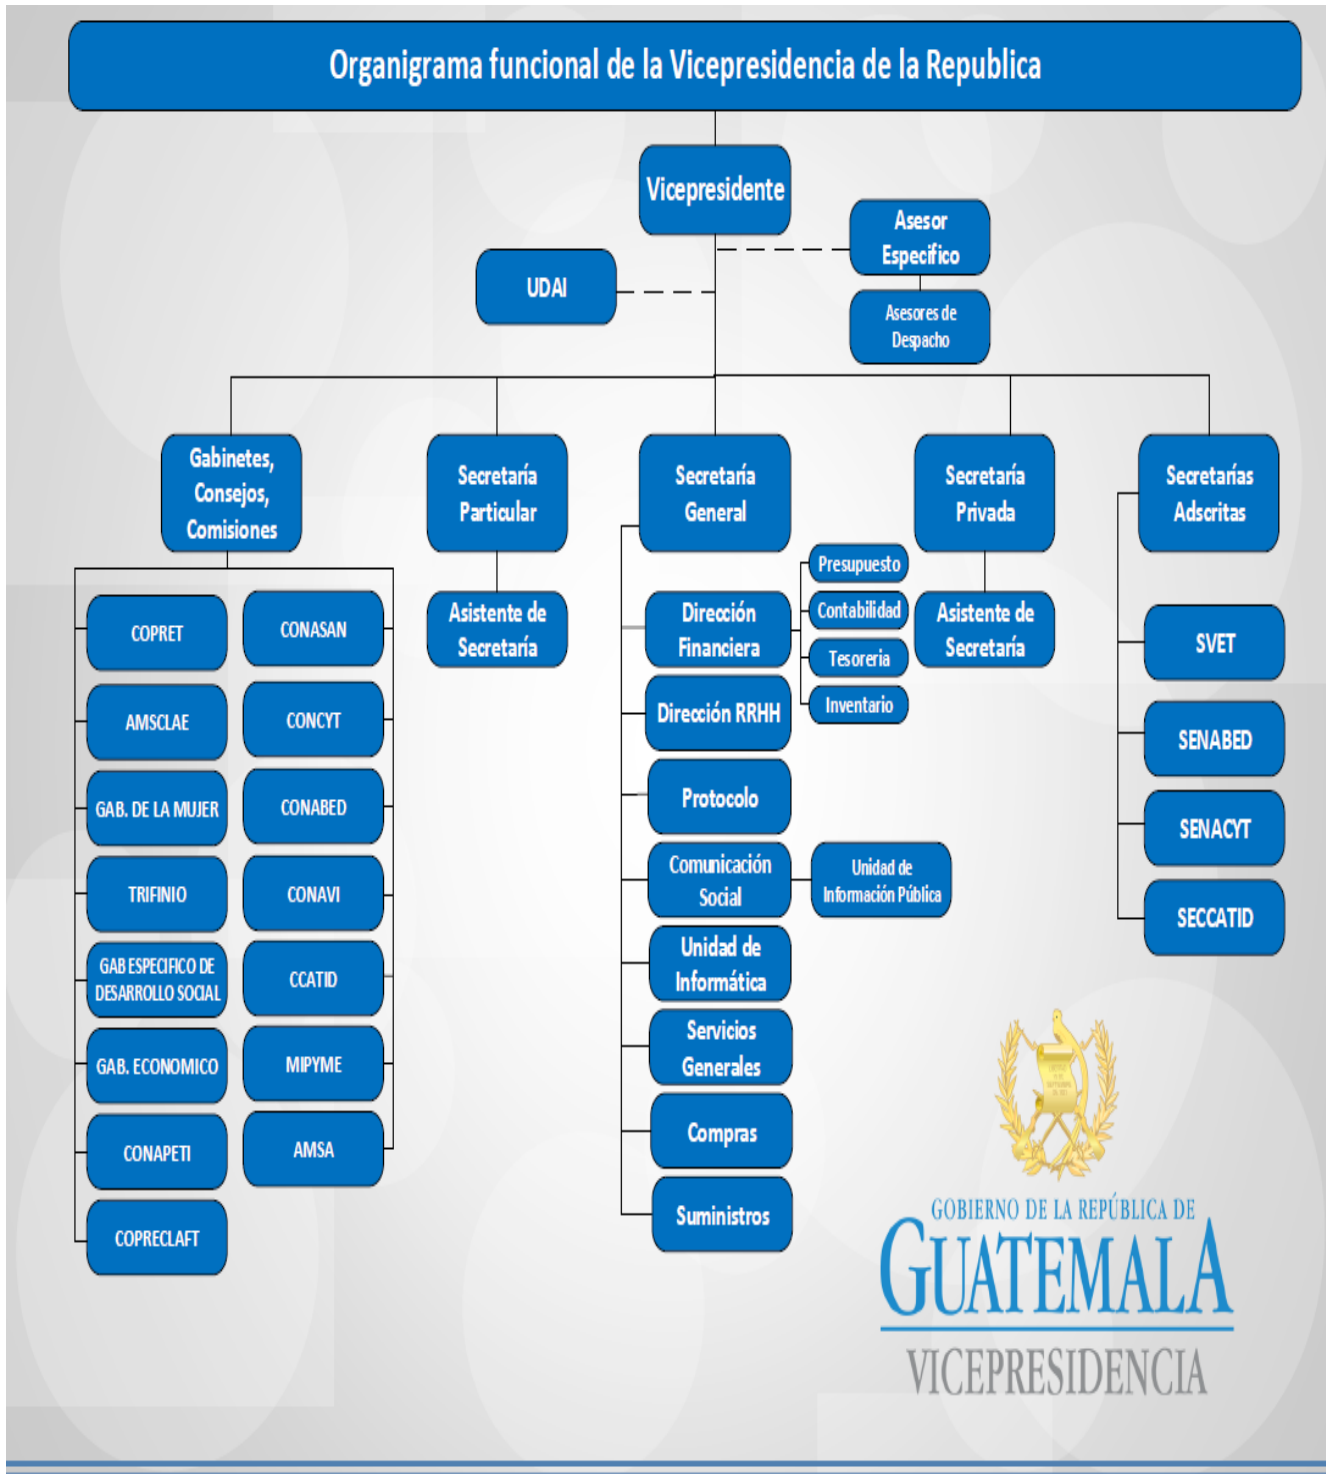 Organigrama funcional de la Vicepresidencia de la Republica
Vicepresidente
Asesor
Especifico
UDAI
Asesores de
Despacho
Gabinetes,
Consejos,
Comisiones
Secretaría
Particular
Secretaría
General
Secretaría
Privada
Secretarías
Adscritas
COPRET
AMSCLAE
GAB. DE LA MUJER
TRIFINIO
GAB ESPECIFICO DE
DESARROLLO SOCIAL
GAB. ECONOMICO
CONAPETI
COPRECLAFT
CONASAN
CONCYT
CONABED
CONAVI
CCATID
MIPYME
AMSA
Asistente de
Secretaría
Dirección
Financiera
Presupuesto
Contabilidad
Tesoreria
Inventario
Dirección RRHH
Protocolo
Comunicación
Social
Unidad de
Información Pública
Unidad de
Informática
Servicios
Generales
Compras
Suministros
Asistente de
Secretaría
SVET
SENABED
SENACYT
SECCATID
GOBIERNO DE LA REPÚBLICA DE
GUATEMALA
VICEPRESIDENCIA